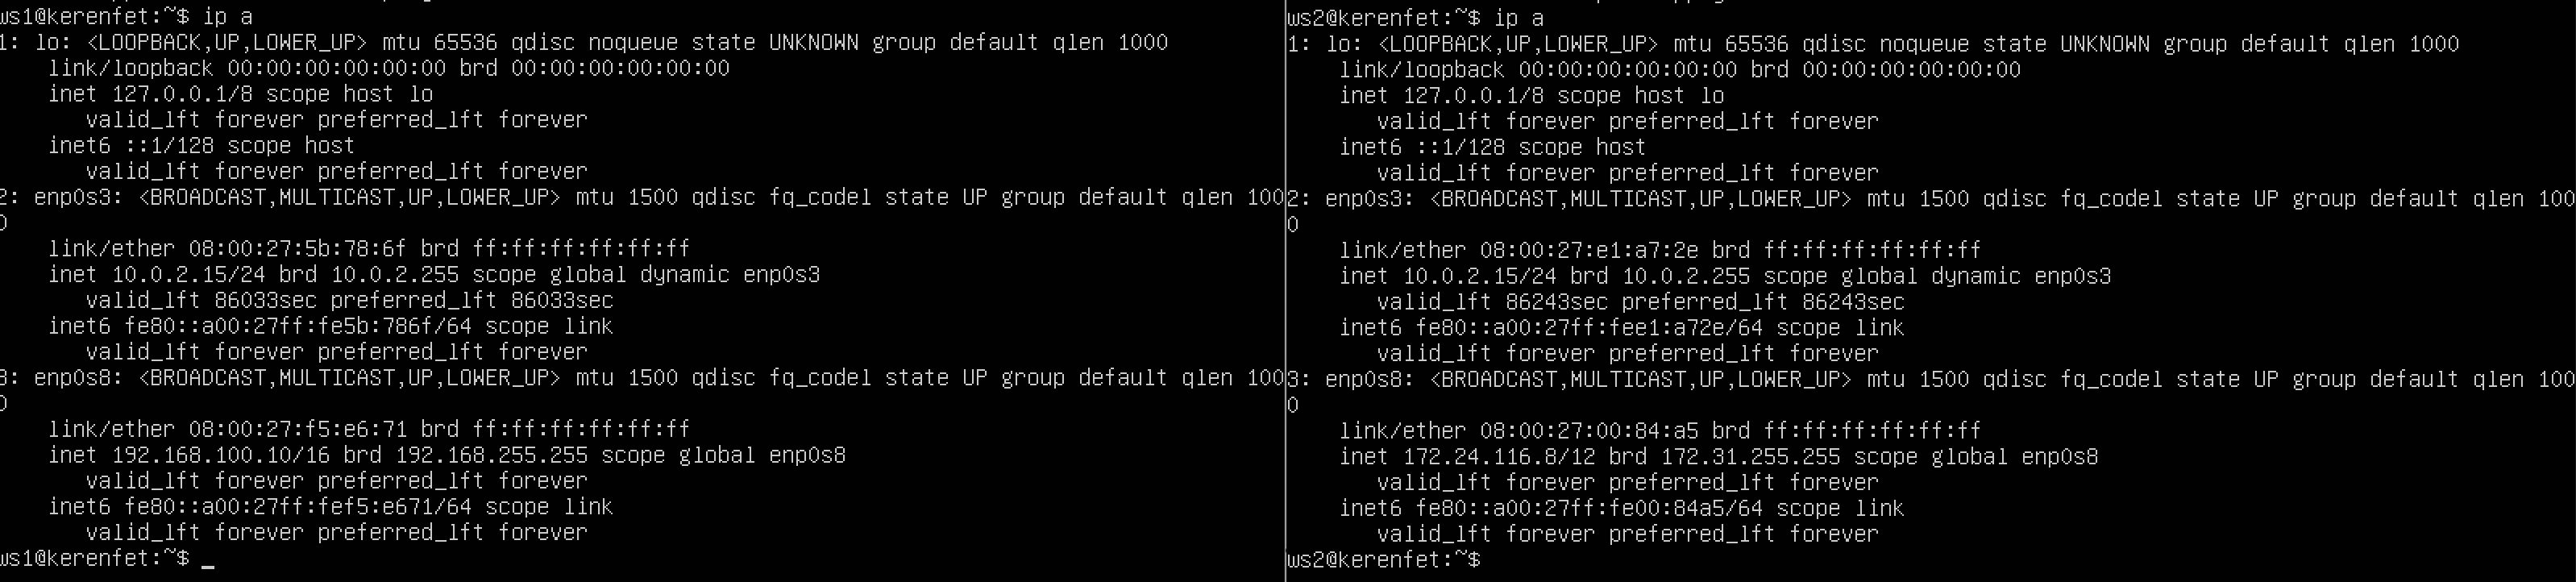 ws1@kerenfet:~$ ip a
1: lo: <LOOPBACK,UP,LOWER_UP> mtu 65536 qdisc noqueue state UNKNOWN group default qlen 1000
    link/loopback 00:00:00:00:00:00 brd 00:00:00:00:00:00
    inet 127.0.0.1/8 scope host lo
       valid_lft forever preferred_lft forever
    inet6 ::1/128 scope host
       valid_lft forever preferred_lft forever
2: enp0s3: <BROADCAST,MULTICAST,UP,LOWER_UP> mtu 1500 qdisc fq_codel state UP group default qlen 100
0
    link/ether 08:00:27:5b:78:6f brd ff:ff:ff:ff:ff:ff
    inet 10.0.2.15/24 brd 10.0.2.255 scope global dynamic enp0s3
       valid_lft 86033sec preferred_lft 86033sec
    inet6 fe80::a00:27ff:fe5b:786f/64 scope link
       valid_lft forever preferred_lft forever
3: enp0s8: <BROADCAST,MULTICAST,UP,LOWER_UP> mtu 1500 qdisc fq_codel state UP group default qlen 100
0
    link/ether 08:00:27:f5:e6:71 brd ff:ff:ff:ff:ff:ff
    inet 192.168.100.10/16 brd 192.168.255.255 scope global enp0s8
       valid_lft forever preferred_lft forever
    inet6 fe80::a00:27ff:fef5:e671/64 scope link
       valid_lft forever preferred_lft forever
ws1@kerenfet:~$ _
ws2@kerenfet:~$ ip a
1: lo: <LOOPBACK,UP,LOWER_UP> mtu 65536 qdisc noqueue state UNKNOWN group default qlen 1000
    link/loopback 00:00:00:00:00:00 brd 00:00:00:00:00:00
    inet 127.0.0.1/8 scope host lo
       valid_lft forever preferred_lft forever
    inet6 ::1/128 scope host
       valid_lft forever preferred_lft forever
2: enp0s3: <BROADCAST,MULTICAST,UP,LOWER_UP> mtu 1500 qdisc fq_codel state UP group default qlen 100
0
    link/ether 08:00:27:e1:a7:2e brd ff:ff:ff:ff:ff:ff
    inet 10.0.2.15/24 brd 10.0.2.255 scope global dynamic enp0s3
       valid_lft 86243sec preferred_lft 86243sec
    inet6 fe80::a00:27ff:fee1:a72e/64 scope link
       valid_lft forever preferred_lft forever
3: enp0s8: <BROADCAST,MULTICAST,UP,LOWER_UP> mtu 1500 qdisc fq_codel state UP group default qlen 100
0
    link/ether 08:00:27:00:84:a5 brd ff:ff:ff:ff:ff:ff
    inet 172.24.116.8/12 brd 172.31.255.255 scope global enp0s8
       valid_lft forever preferred_lft forever
    inet6 fe80::a00:27ff:fe00:84a5/64 scope link
       valid_lft forever preferred_lft forever
ws2@kerenfet:~$